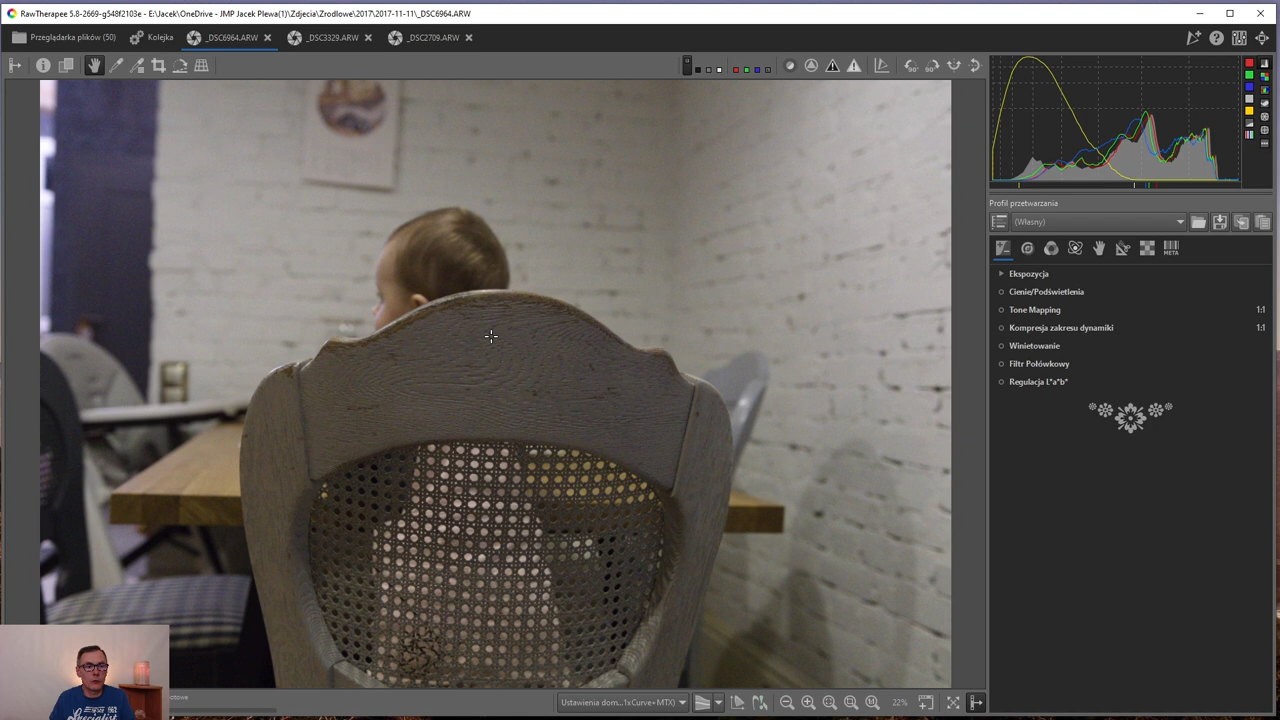 RawTherapee 5.8-2669-g548f2103e - E:\Jacek\OneDrive - JMP Jacek Plewa(1)\Zdjecia\Zrodlowe\2017\2017-11-11\_DSC6964.ARW
Przeglądarka plików (50)
Kolejka
_DSC6964.ARW
_DSC3329.ARW
_DSC2709.ARW
Profil przetwarzania
(Własny)
META
Ekspozycja
Cienie/Podświetlenia
Tone Mapping 1:1
Kompresja zakresu dynamiki 1:1
Winietowanie
Filtr Połówkowy
Regulacja L*a*b*
Ustawienia dom...1xCurve+MTX)
22%